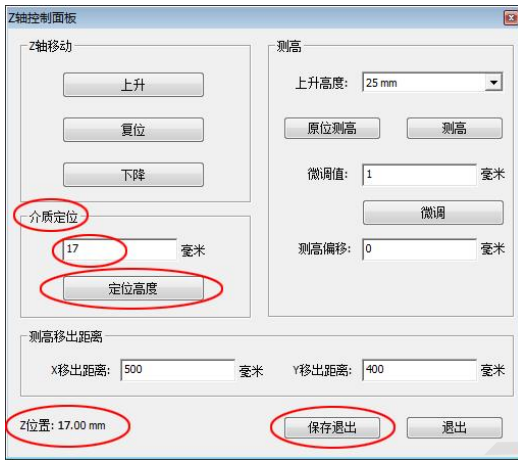 Z轴控制面板
Z轴移动
上升
复位
下降
介质定位
17 毫米
定位高度
测高
上升高度: 25 mm
原位测高 测高
微调值: 1 毫米
微调
测高偏移: 0
测高移出距离
X移出距离: 500 毫米 Y移出距离: 400 毫米
Z位置: 17.00 mm
保存退出 退出